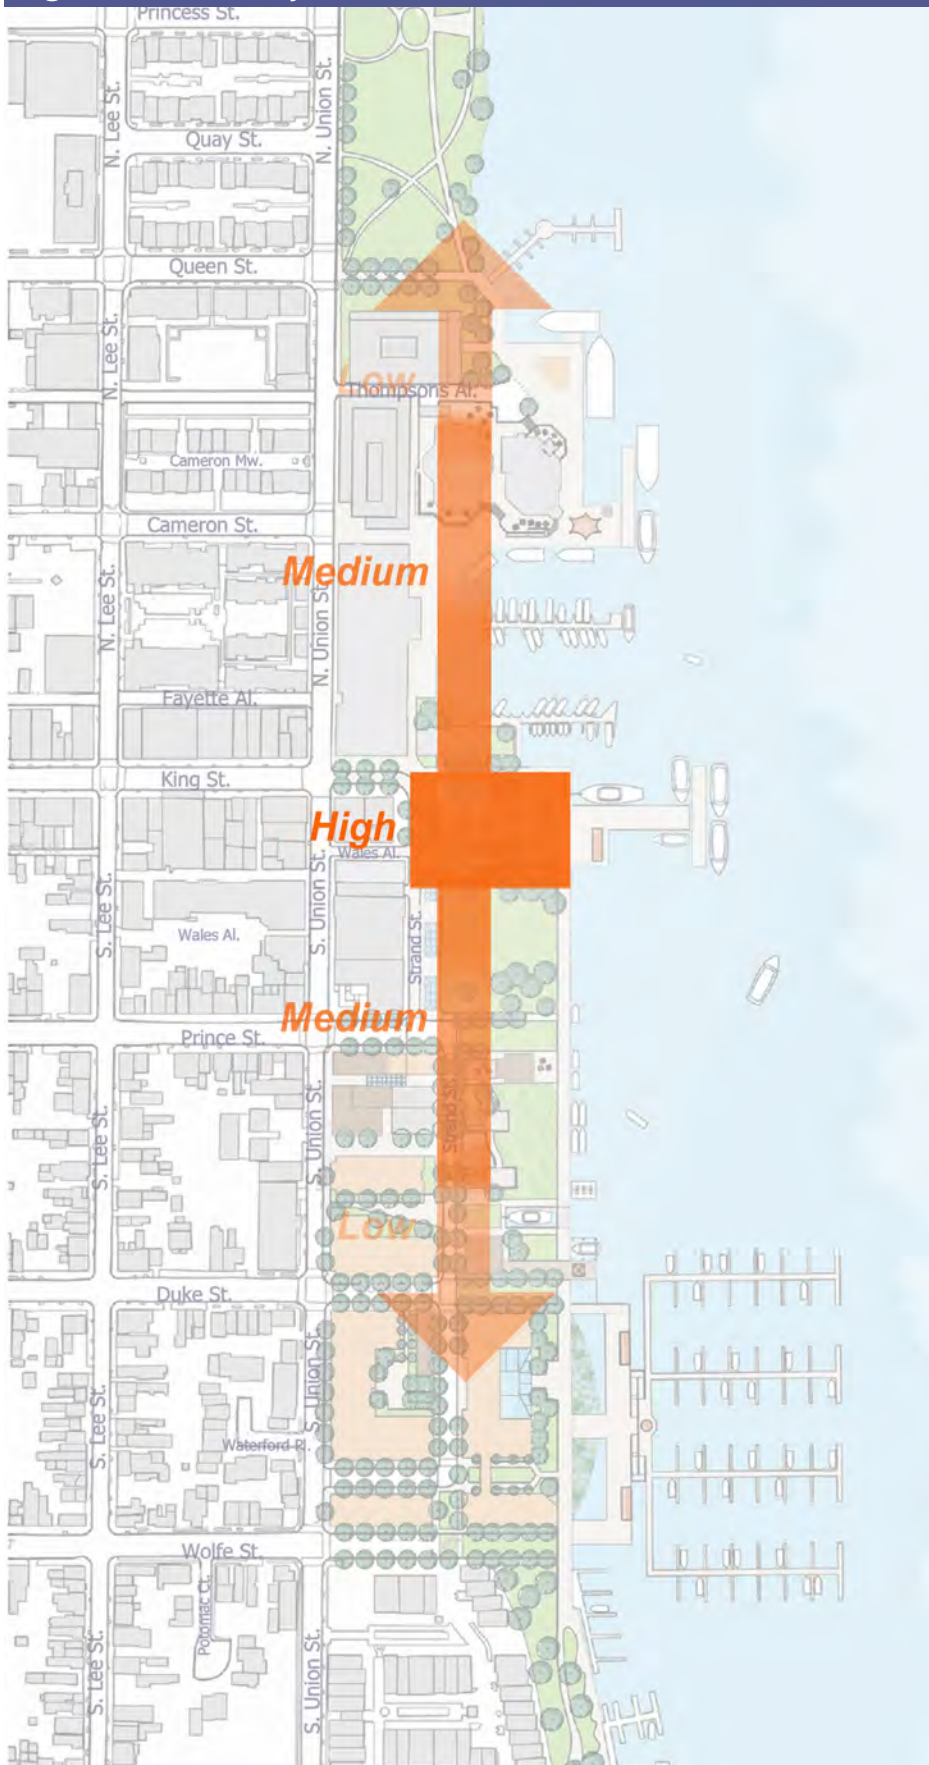 Princess St.
N. Lee St.
N. Union St.
Quay St.
Queen St.
N. Lee St.
Low
Thompsons Al.
Cameron Mw.
Cameron St.
Medium
N. Lee St.
N. Union St.
Fayette Al.
King St.
High
Wales Al.
S. Lee St.
S. Union St.
Wales Al.
Strand St.
Medium
Prince St.
S. Lee St.
S. Union St.
Strand St.
Low
Duke St.
S. Lee St.
S. Union St.
Waterford Pl.
Wolfe St.
Potomac Ct.
S. Lee St.
S. Union St.